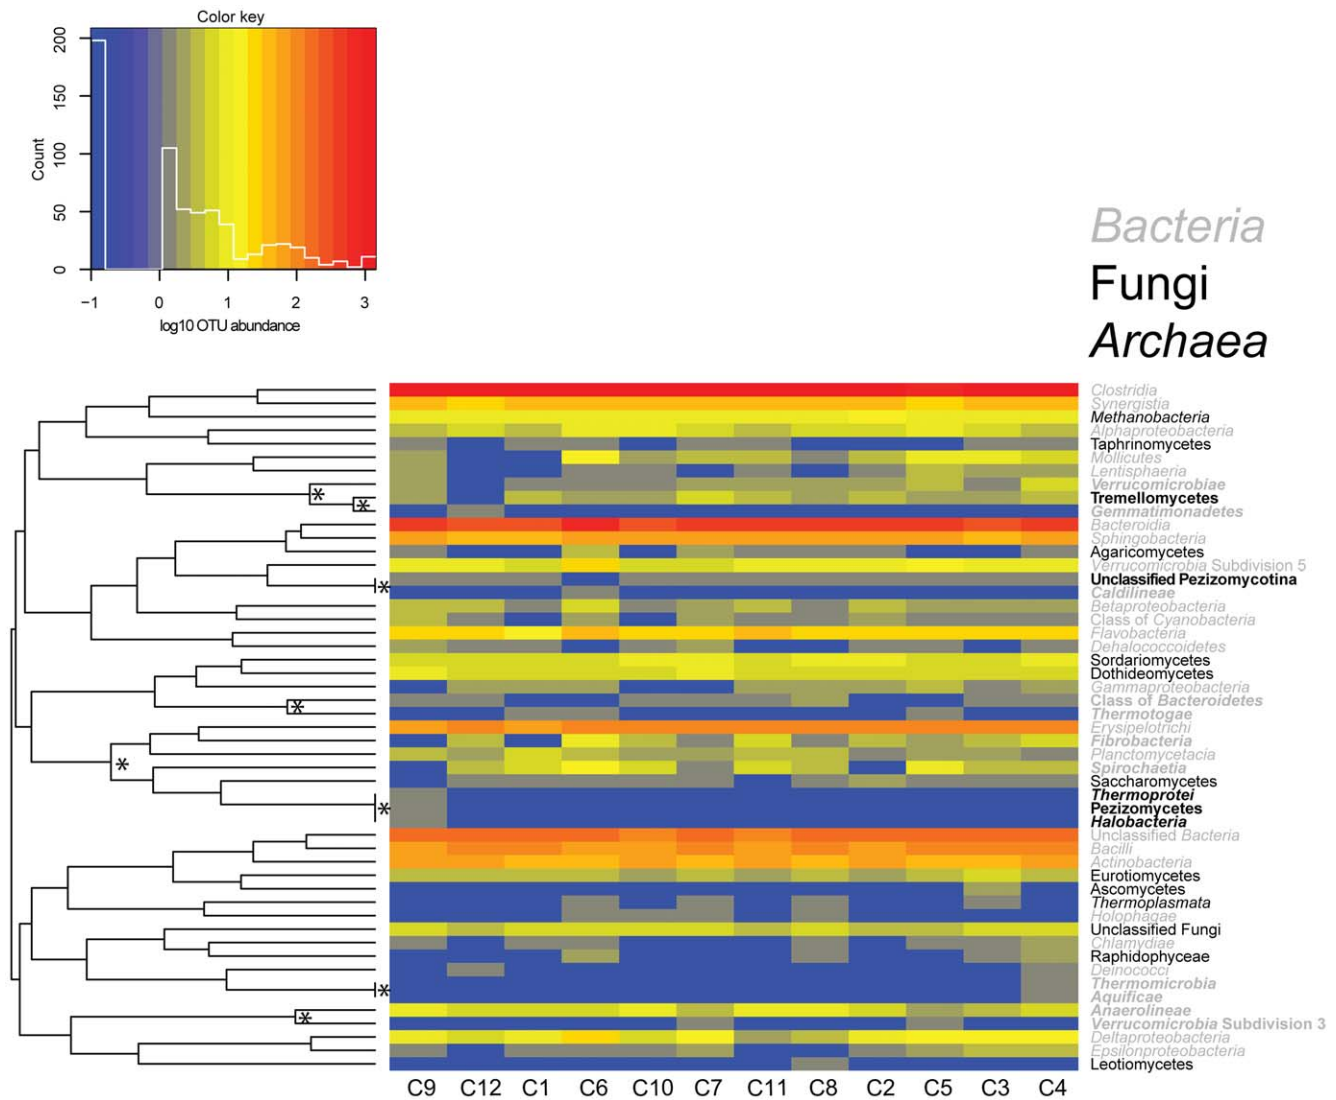 Color key
200
150
100
50
0
Count
−1 0 1 2 3
log10 OTU abundance
Bacteria
Fungi
Archaea
Clostridia
Synergistia
Methanobacteria
Alphaproteobacteria
Taphrinomycetes
Mollicutes
Lentisphaeria
Verrucomicrobiae
*
Tremellomycetes
*
Gemmatimonadetes
Bacteroidia
Sphingobacteria
Agaricomycetes
Verrucomicrobia Subdivision 5
Unclassified Pezizomycotina
*
Caldilineae
Betaproteobacteria
Class of Cyanobacteria
Flavobacteria
Dehalococcoidetes
Sordariomycetes
Dothideomycetes
Gammaproteobacteria
Class of Bacteroidetes
*
Thermotogae
Erysipelotrichi
Fibrobacteria
Planctomycetacia
*
Spirochaetia
Saccharomycetes
Thermoprotei
Pezizomycetes
*
Halobacteria
Unclassified Bacteria
Bacilli
Actinobacteria
Eurotiomycetes
Ascomycetes
Thermoplasmata
Holophagae
Unclassified Fungi
Chlamydiae
Raphidophyceae
Deinococci
Thermomicrobia
*
Aquificae
Anaerolineae
*
Verrucomicrobia Subdivision 3
Deltaproteobacteria
Epsilonproteobacteria
Leotiomycetes
C9 C12 C1 C6 C10 C7 C11 C8 C2 C5 C3 C4